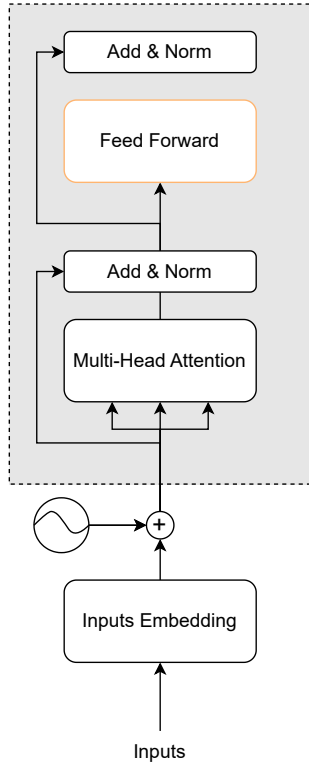 Add & Norm
Feed Forward
Add & Norm
Multi-Head Attention
+
Inputs Embedding
Inputs